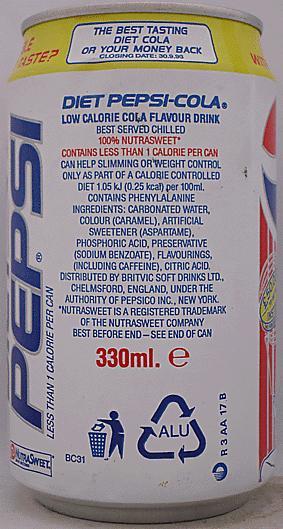 THE BEST TASTING
DIET COLA
OR YOUR MONEY BACK
CLOSING DATE: 30.9.93
TASTE?
WIT
PEPSI®
LESS THAN 1 CALORIE PER CAN
DIET PEPSI-COLA®
LOW CALORIE COLA FLAVOUR DRINK
BEST SERVED CHILLED
100% NUTRASWEET*
CONTAINS LESS THAN 1 CALORIE PER CAN
CAN HELP SLIMMING OR WEIGHT CONTROL
ONLY AS PART OF A CALORIE CONTROLLED
DIET 1.05 kJ (0.25 kcal) per 100ml.
CONTAINS PHENYLALANINE
INGREDIENTS: CARBONATED WATER,
COLOUR (CARAMEL), ARTIFICIAL
SWEETENER (ASPARTAME),
PHOSPHORIC ACID, PRESERVATIVE
(SODIUM BENZOATE), FLAVOURINGS,
(INCLUDING CAFFEINE), CITRIC ACID.
DISTRIBUTED BY BRITVIC SOFT DRINKS LTD.,
CHELMSFORD, ENGLAND, UNDER THE
AUTHORITY OF PEPSICO INC., NEW YORK.
*NUTRASWEET IS A REGISTERED TRADEMARK
OF THE NUTRASWEET COMPANY
BEST BEFORE END – SEE END OF CAN
330ml. e
NUTRASWEET
BC31
ALU
R 3 AA 17 B